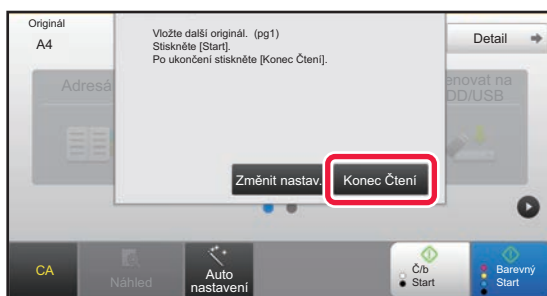 Originál
A4
Vložte další originál. (pg1)
Stiskněte [Start].
Po ukončení stiskněte [Konec Čtení].
Detail
Adresá
enovat na
DD/USB
Změnit nastav.
Konec Čtení
CA
Náhled
Auto
nastavení
Č/b
Start
Barevný
Start